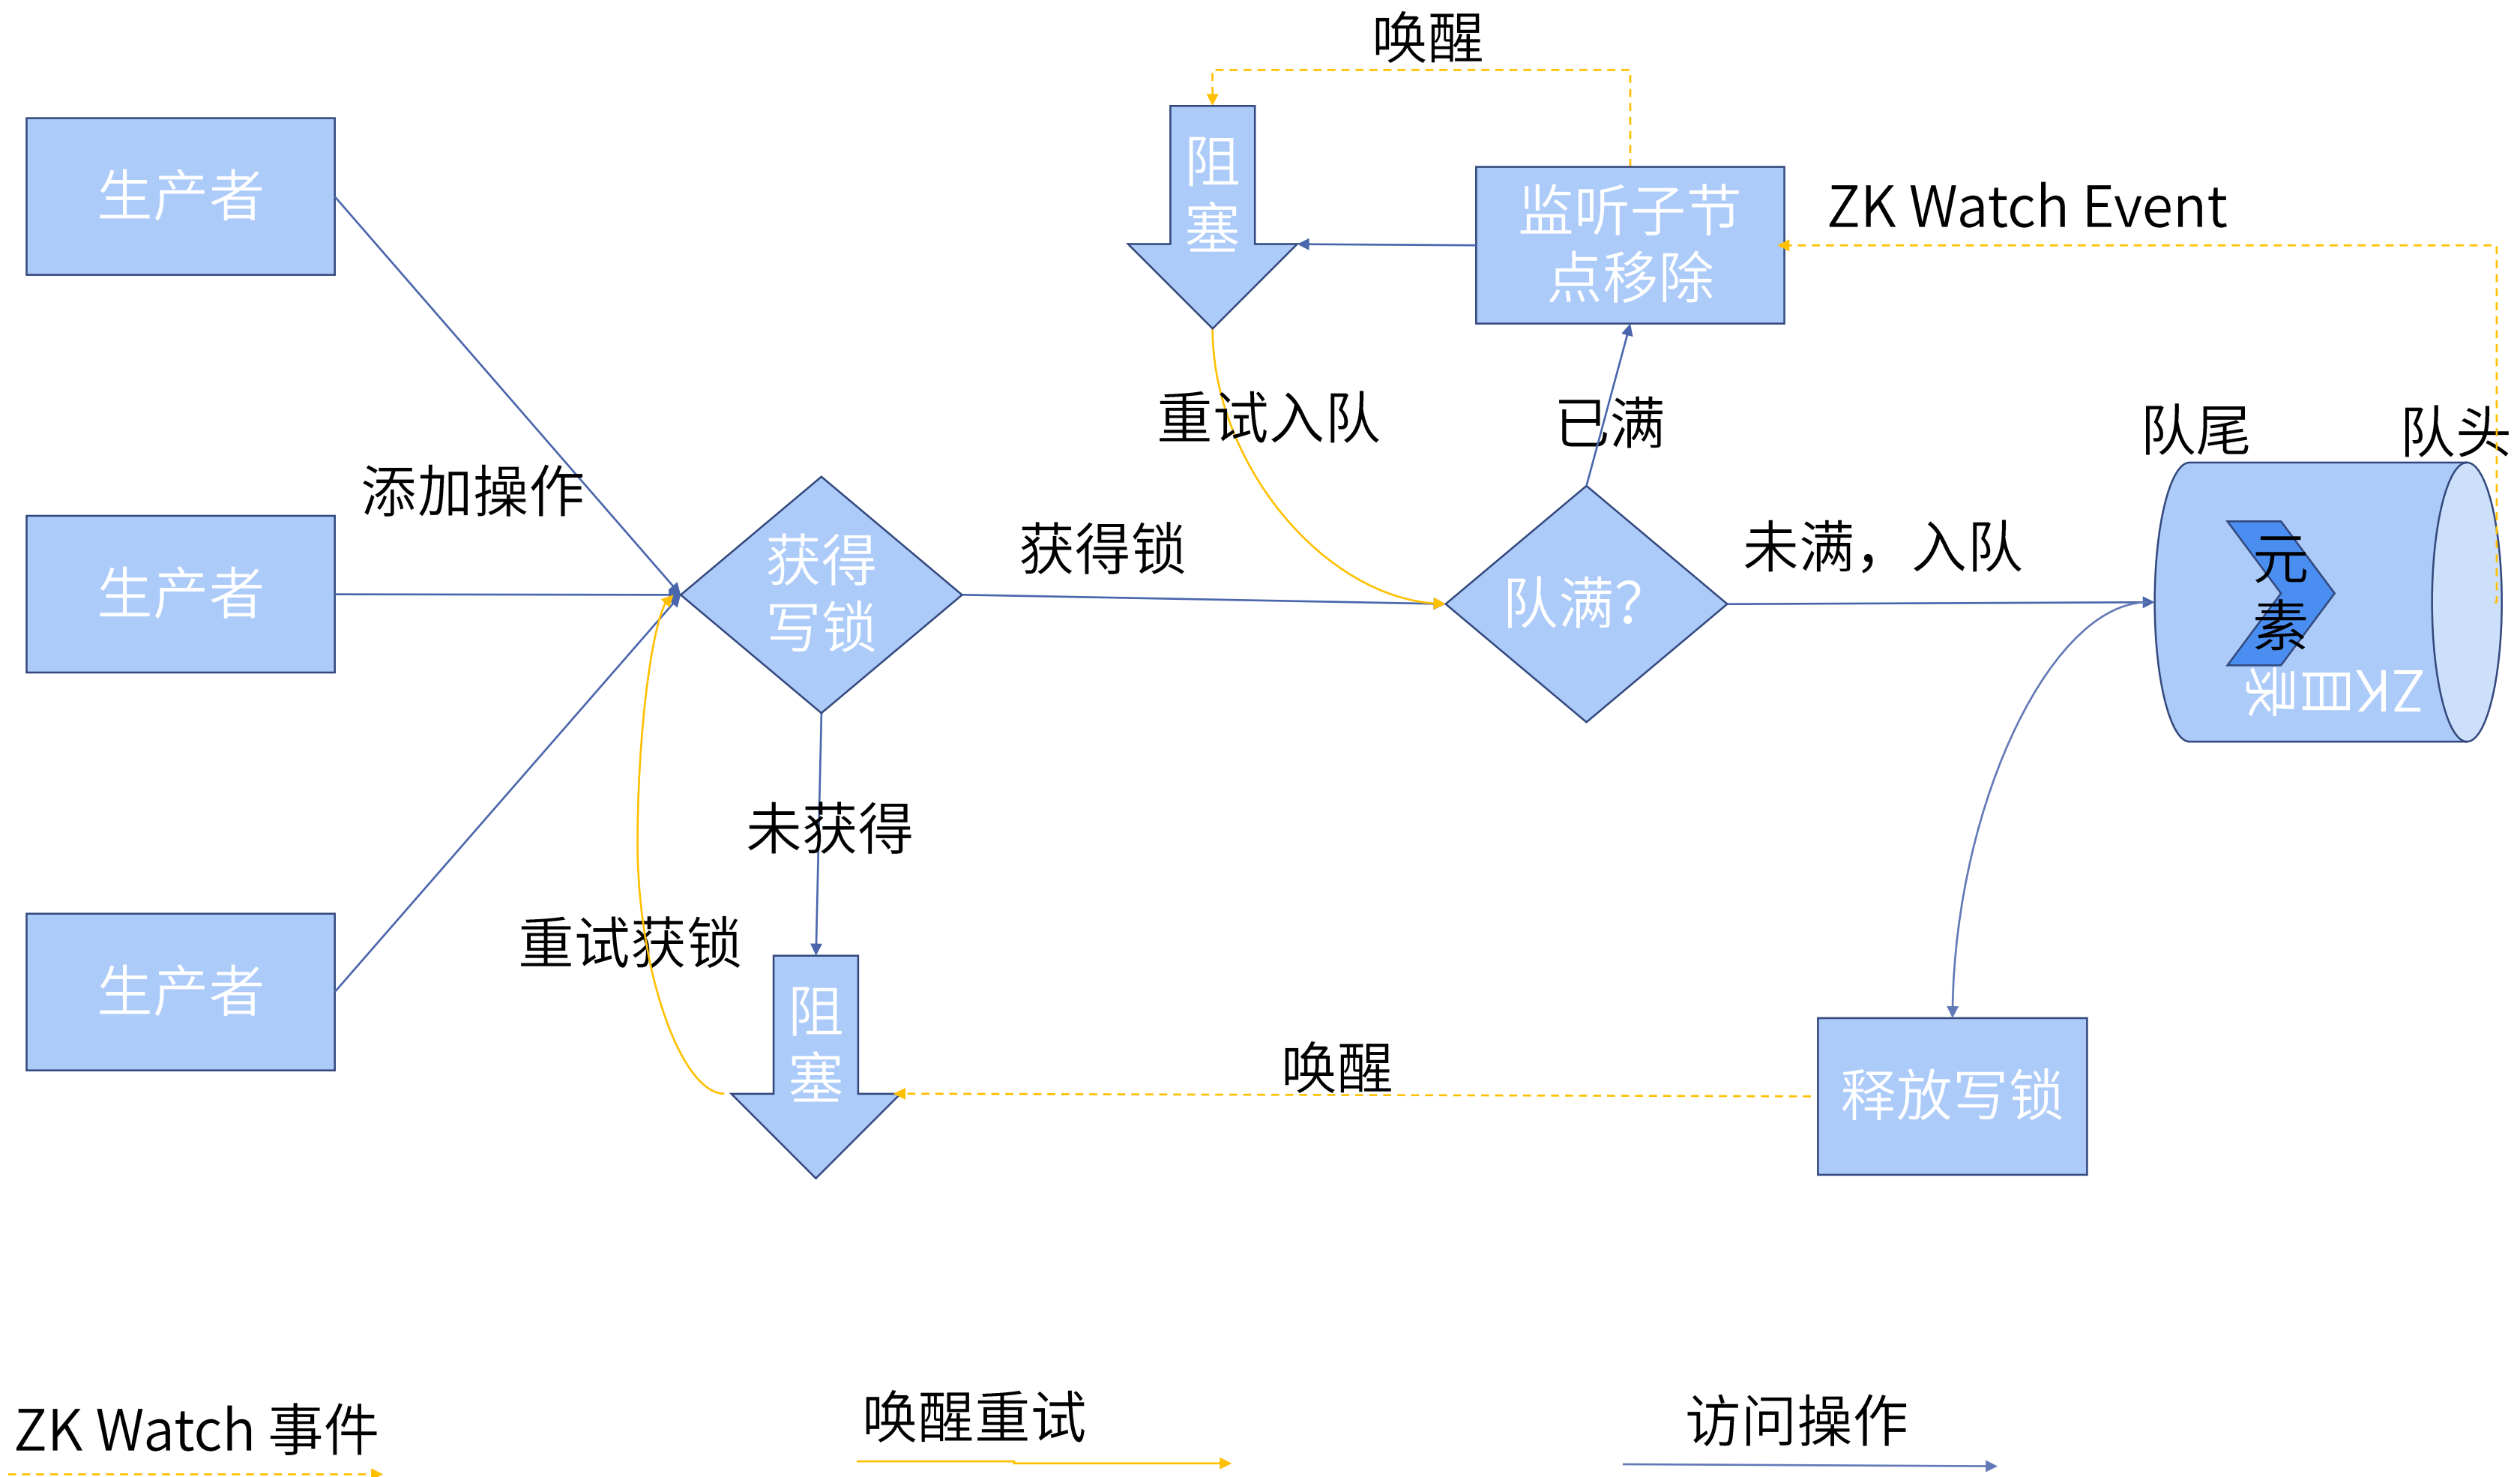 唤醒
生产者
阻
塞
监听子节
点移除
ZK Watch Event
重试入队
已满
队尾
队头
添加操作
生产者
获得
写锁
获得锁
队满?
未满，入队
元
素
ZK目录
未获得
重试获锁
生产者
阻
塞
唤醒
释放写锁
ZK Watch 事件
唤醒重试
访问操作